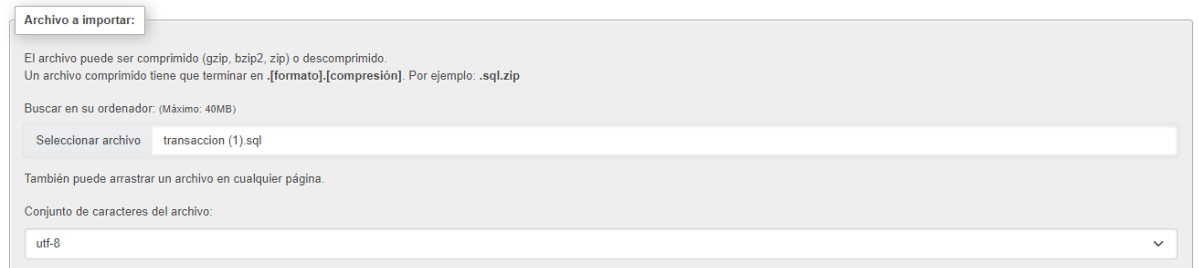 Archivo a importar:
El archivo puede ser comprimido (gzip, bzip2, zip) o descomprimido.
Un archivo comprimido tiene que terminar en .[formato].[compresión]. Por ejemplo: .sql.zip
Buscar en su ordenador: (Máximo: 40MB)
Seleccionar archivo transaccion (1).sql
También puede arrastrar un archivo en cualquier página.
Conjunto de caracteres del archivo:
utf-8